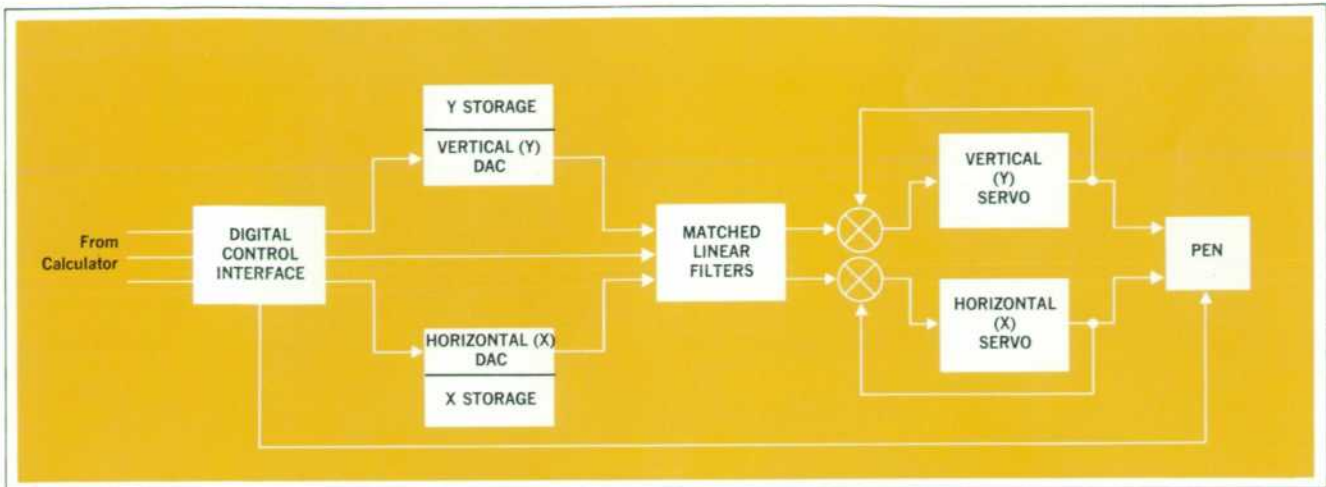 From
Calculator
DIGITAL
CONTROL
INTERFACE
Y STORAGE
VERTICAL (Y)
DAC
HORIZONTAL (X)
DAC
X STORAGE
MATCHED
LINEAR
FILTERS
VERTICAL
(Y)
SERVO
HORIZONTAL
(X)
SERVO
PEN